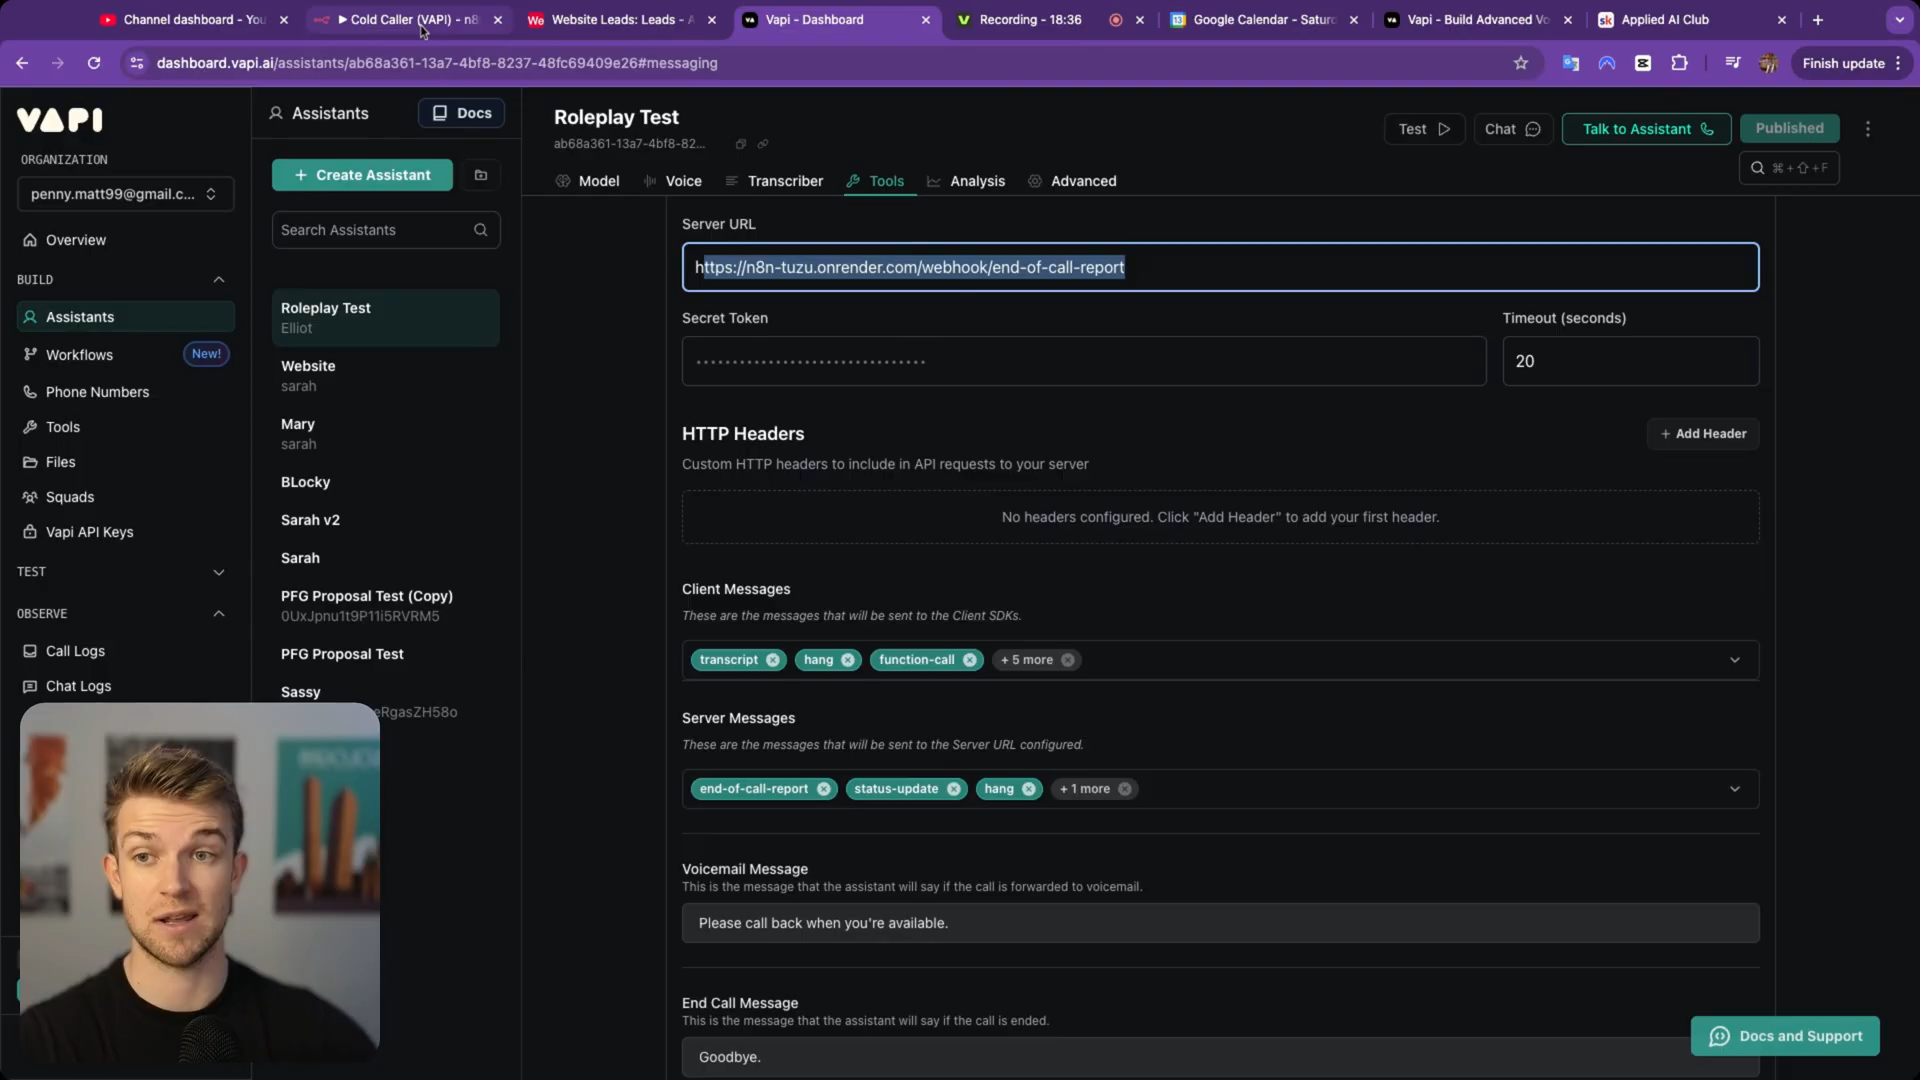 Channel dashboard - You
▶ Cold Caller (VAPI) - n8
We Website Leads: Leads - A
Vapi - Dashboard
Recording - 18:36
13 Google Calendar - Saturd
Vapi - Build Advanced Vo
sk Applied AI Club
dashboard.vapi.ai/assistants/ab68a361-13a7-4bf8-8237-48fc69409e26#messaging
Finish update
VAPI
ORGANIZATION
penny.matt99@gmail.c...
Overview
BUILD
Assistants
Workflows New!
Phone Numbers
Tools
Files
Squads
Vapi API Keys
TEST
OBSERVE
Call Logs
Chat Logs
Assistants
Docs
+ Create Assistant
Search Assistants
Roleplay Test
Elliot
Website
sarah
Mary
sarah
BLocky
Sarah v2
Sarah
PFG Proposal Test (Copy)
0UxJpnu1t9P11i5RVRM5
PFG Proposal Test
Sassy
eRgasZH58o
Roleplay Test
ab68a361-13a7-4bf8-82...
Test
Chat
Talk to Assistant
Published
⌘ + ⇧ + F
Model
Voice
Transcriber
Tools
Analysis
Advanced
Server URL
https://n8n-tuzu.onrender.com/webhook/end-of-call-report
Secret Token
Timeout (seconds)
20
HTTP Headers
+ Add Header
Custom HTTP headers to include in API requests to your server
No headers configured. Click "Add Header" to add your first header.
Client Messages
These are the messages that will be sent to the Client SDKs.
transcript hang function-call + 5 more
Server Messages
These are the messages that will be sent to the Server URL configured.
end-of-call-report status-update hang + 1 more
Voicemail Message
This is the message that the assistant will say if the call is forwarded to voicemail.
Please call back when you're available.
End Call Message
This is the message that the assistant will say if the call is ended.
Goodbye.
Docs and Support